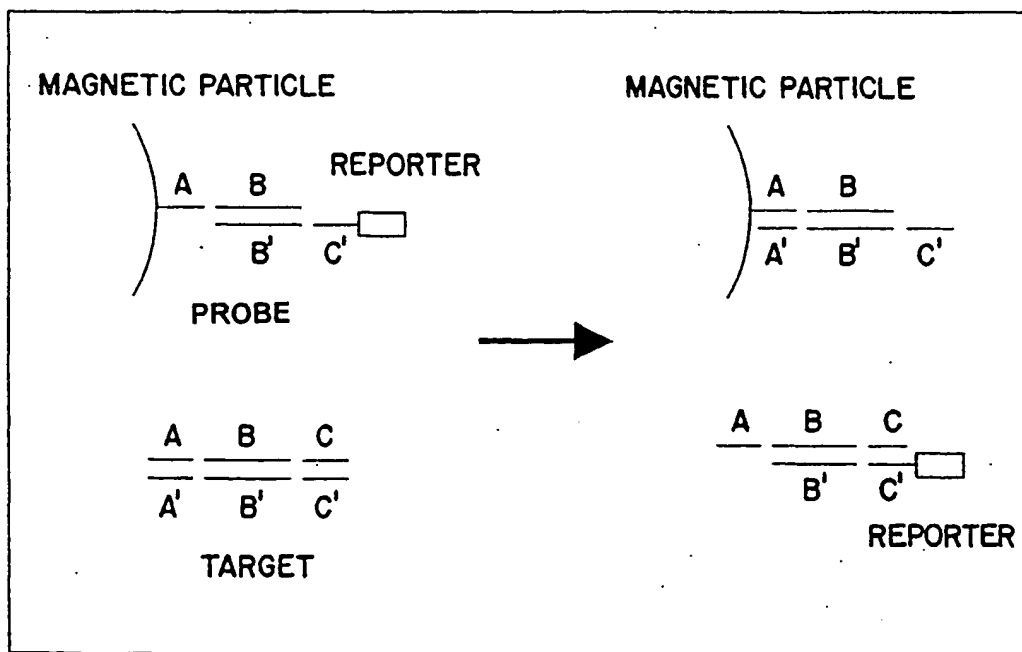 MAGNETIC PARTICLE
A B
REPORTER
B' C'
PROBE
A B C
A' B' C'
TARGET
MAGNETIC PARTICLE
A B
A' B' C'
A B C
B' C'
REPORTER